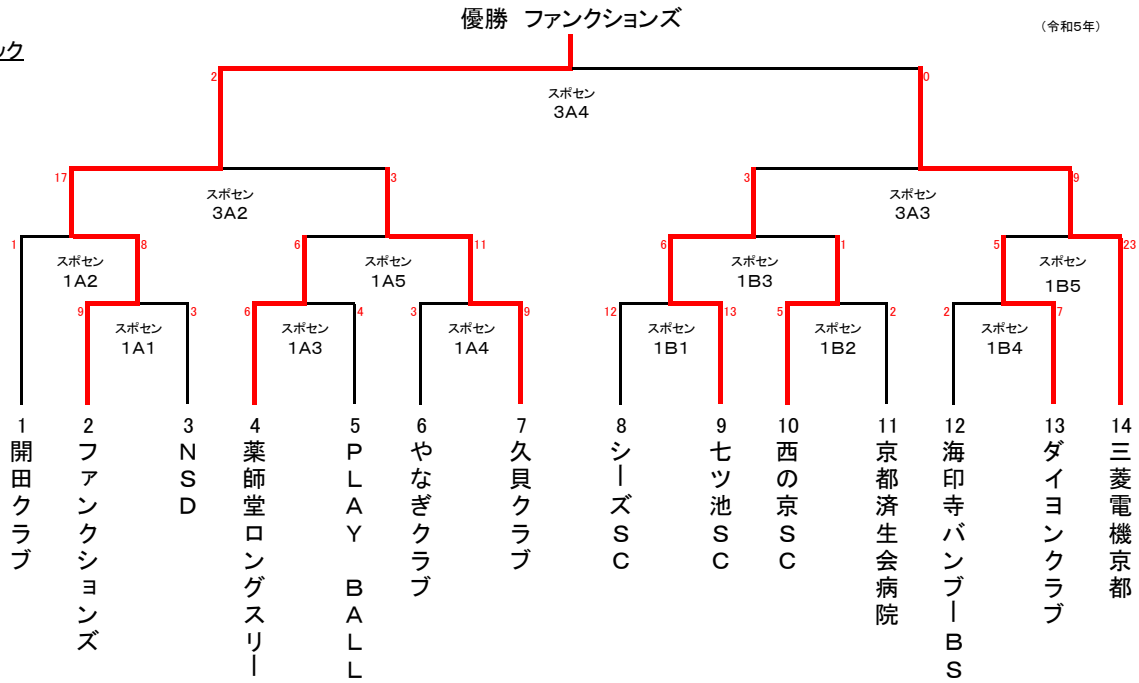 優勝 ファンクションズ
（令和5年）
ック
2
0
スポセン
3A4
17
3
3
9
スポセン
3A2
スポセン
3A3
1
8
6
11
6
1
5
23
スポセン
1A2
スポセン
1A5
スポセン
1B3
スポセン
1B5
9
3
6
4
3
9
12
13
5
2
2
7
スポセン
1A1
スポセン
1A3
スポセン
1A4
スポセン
1B1
スポセン
1B2
スポセン
1B4
1
開田クラブ
2
ファンクションズ
3
NSD
4
薬師堂ロングスリー
5
PLAY BALL
6
やなぎクラブ
7
久貝クラブ
8
シーズSC
9
七ツ池SC
10
西の京SC
11
京都済生会病院
12
海印寺バンブーBS
13
ダイヨンクラブ
14
三菱電機京都